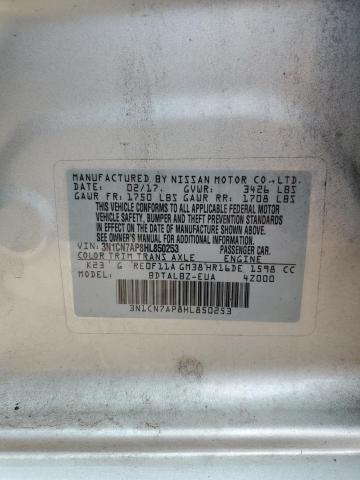 MANUFACTURED BY NISSAN MOTOR CO., LTD.
DATE: 02/17. GVWR: 3426 LBS
GAWR FR: 1750 LBS GAWR RR: 1708 LBS
THIS VEHICLE CONFORMS TO ALL APPLICABLE FEDERAL MOTOR
VEHICLE SAFETY, BUMPER AND THEFT PREVENTION STANDARDS
IN EFFECT ON THE DATE OF MANUFACTURE SHOWN ABOVE.
SEE OWNER'S MANUAL OR SHOP MANUAL FOR ADDITIONAL INFORMATION.
VIN: 3N1CN7AP8HL850253 PASSENGER CAR.
COLOR TRIM TRANS AXLE ENGINE
K23 G RE0F11A GM38 HR16DE 1598 CC
MODEL: BDTALBZ-EUA 4Z000
3N1CN7AP8HL850253